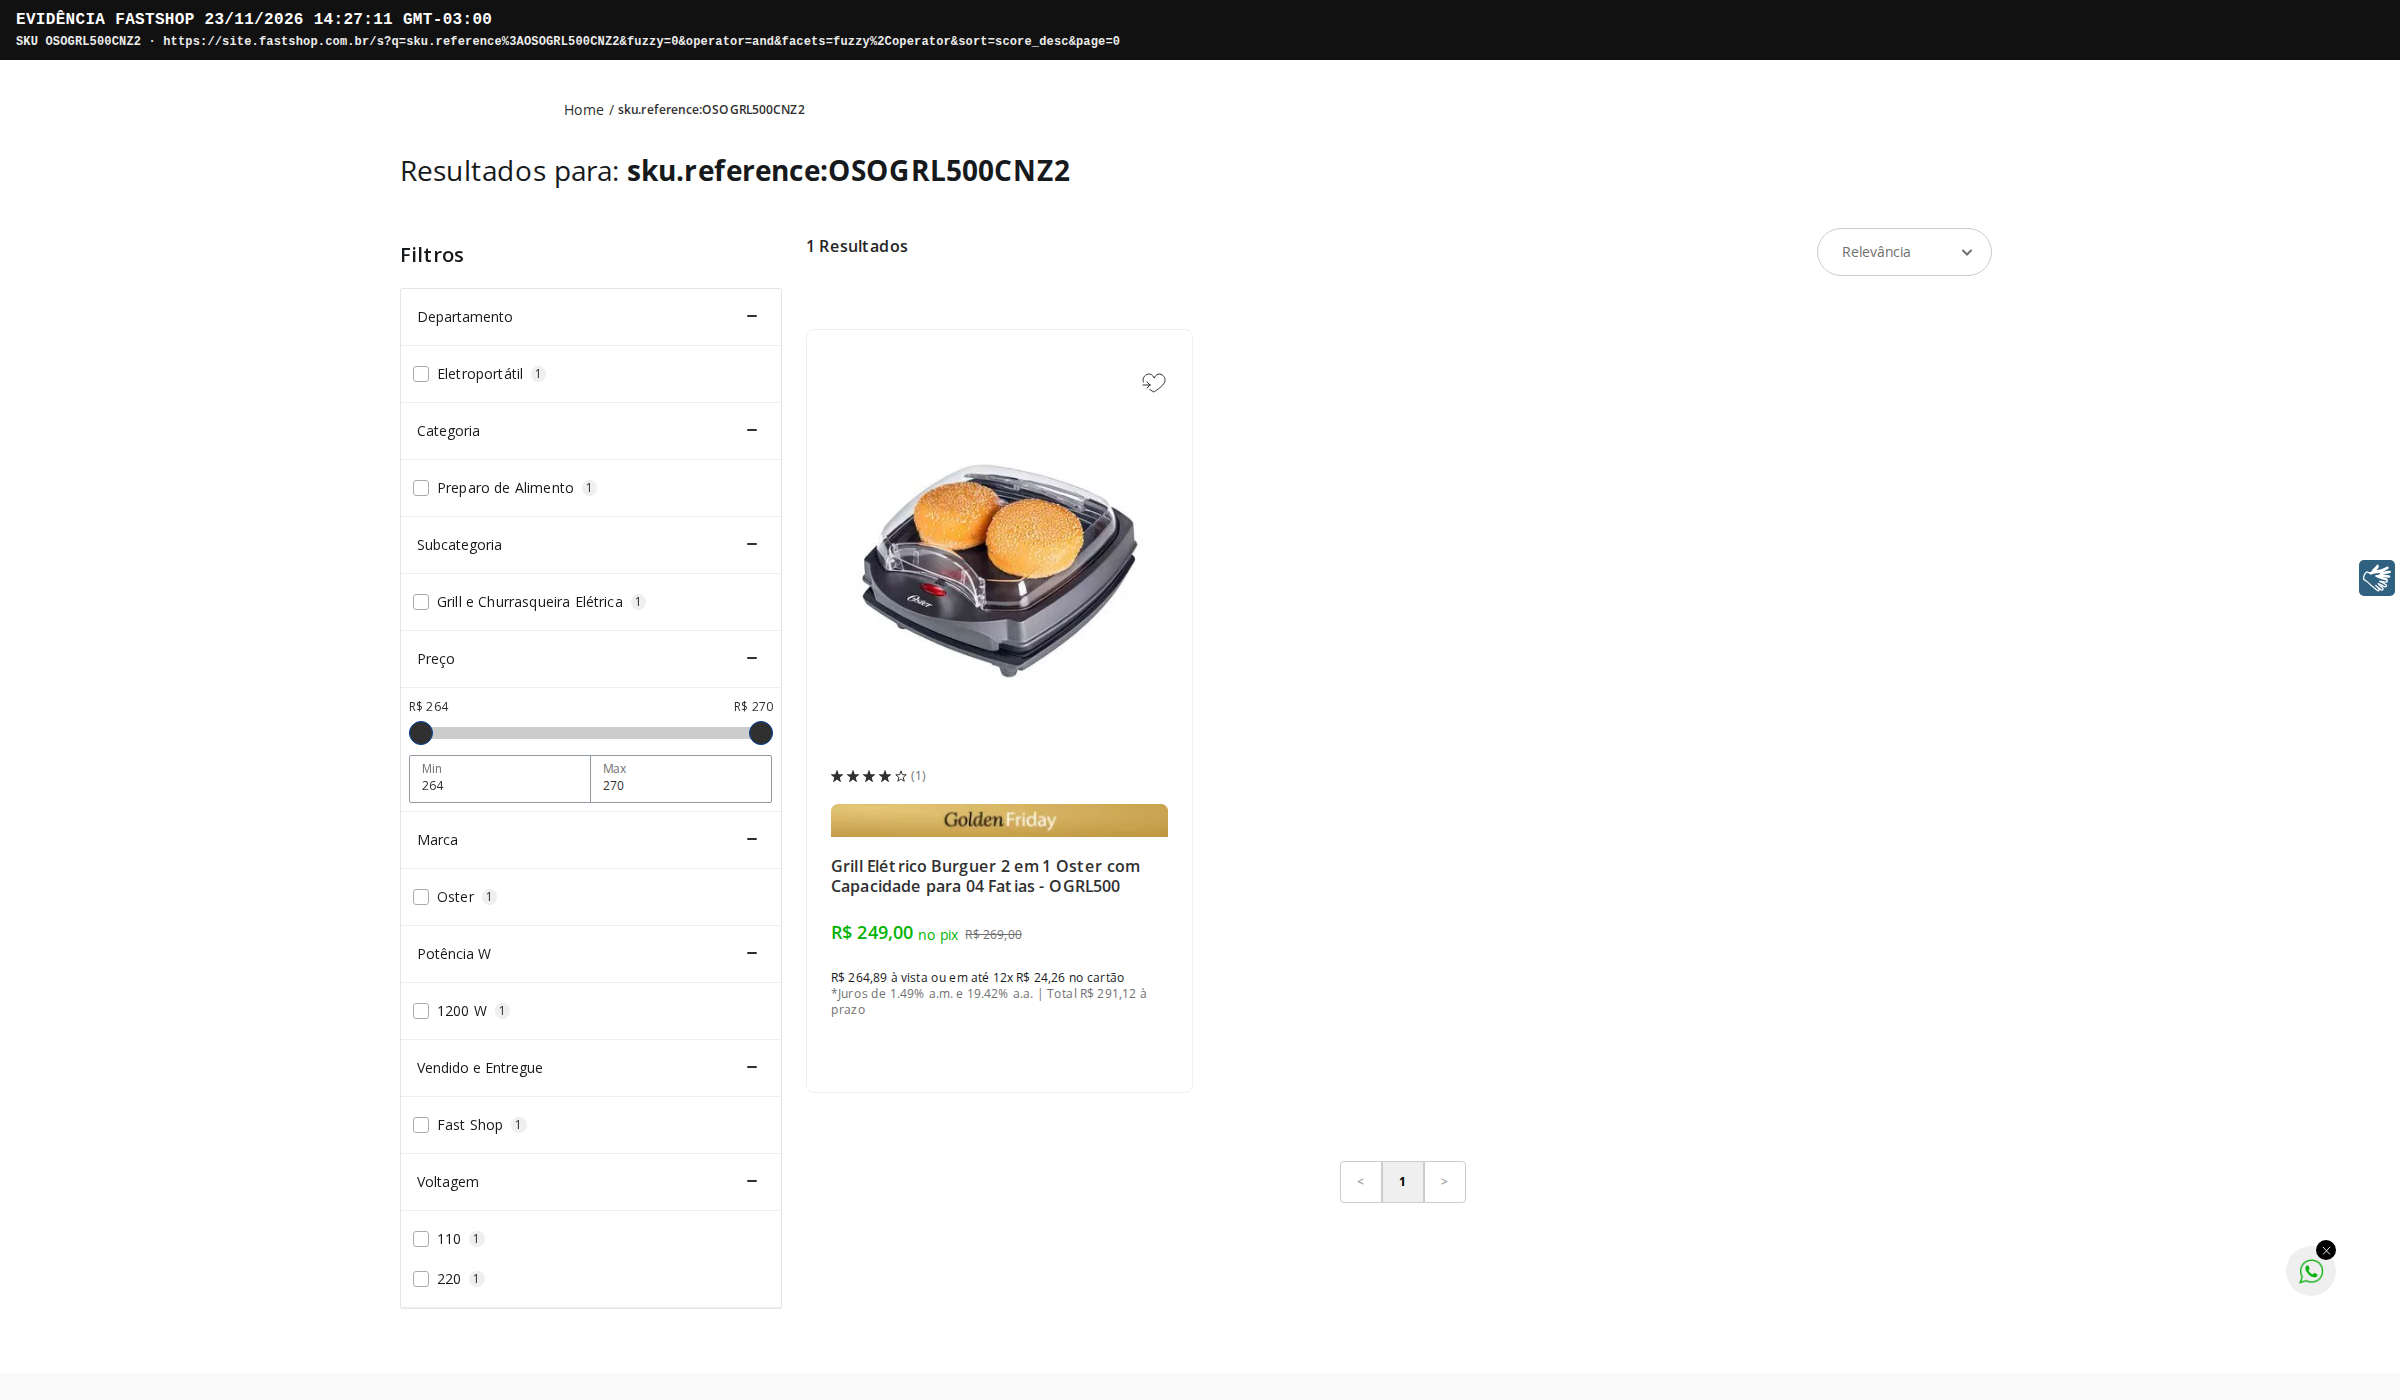 EVIDÊNCIA FASTSHOP 23/11/2026 14:27:11 GMT-03:00
SKU OSOGRL500CNZ2 · https://site.fastshop.com.br/s?q=sku.reference%3AOSOGRL500CNZ2&fuzzy=0&operator=and&facets=fuzzy%2Coperator&sort=score_desc&page=0
Home / sku.reference:OSOGRL500CNZ2
Resultados para: sku.reference:OSOGRL500CNZ2
Filtros
1 Resultados
Relevância
Departamento
Eletroportátil 1
Categoria
Preparo de Alimento 1
Subcategoria
Grill e Churrasqueira Elétrica 1
Preço
R$ 264 R$ 270
Min Max
264 270
Marca
Oster 1
Potência W
1200 W 1
Vendido e Entregue
Fast Shop 1
Voltagem
110 1
220 1
Oster
(1)
Golden Friday
Grill Elétrico Burguer 2 em 1 Oster com
Capacidade para 04 Fatias - OGRL500
R$ 249,00 no pix R$ 269,00
R$ 264,89 à vista ou em até 12x R$ 24,26 no cartão
*Juros de 1.49% a.m. e 19.42% a.a. | Total R$ 291,12 à
prazo
< 1 >